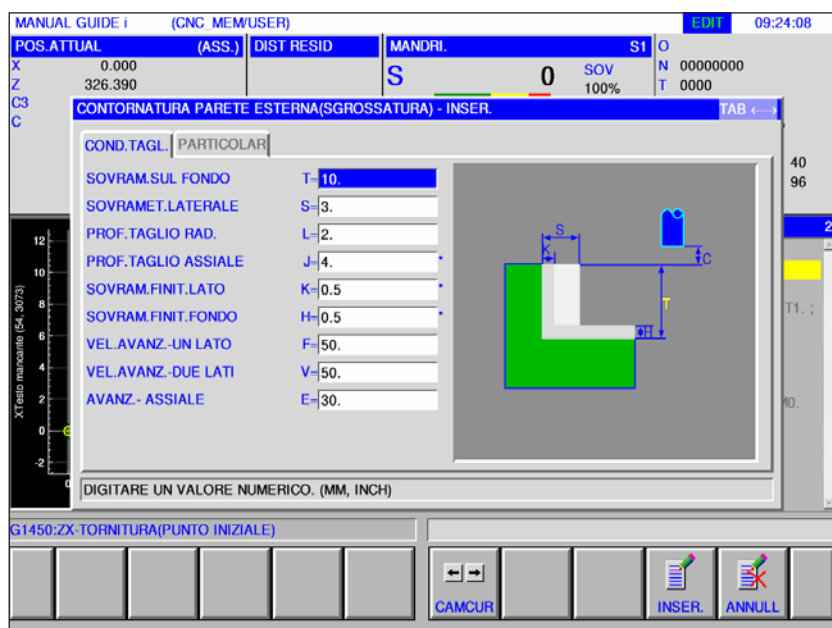 MANUAL GUIDE i (CNC_MEM/USER) EDIT 09:24:08
POS.ATTUAL (ASS.) DIST RESID MANDRI. S1 O
X 0.000 N 00000000
Z 326.390 S 0 SOV 100% T 0000
C3
C
CONTORNATURA PARETE ESTERNA(SGROSSATURA) - INSER. TAB ←→
COND.TAGL. PARTICOLAR
SOVRAM.SUL FONDO T= 10.
SOVRAMET.LATERALE S= 3.
PROF.TAGLIO RAD. L= 2.
PROF.TAGLIO ASSIALE J= 4. *
SOVRAM.FINIT.LATO K= 0.5 *
SOVRAM.FINIT.FONDO H= 0.5 *
VEL.AVANZ.-UN LATO F= 50.
VEL.AVANZ.-DUE LATI V= 50.
AVANZ.- ASSIALE E= 30.
S
K
C
T
H
40
96
2
T1. ;
M0.
XTesto mancante (54, 3073)
12
10
8
6
4
2
0
-2
0
DIGITARE UN VALORE NUMERICO. (MM, INCH)
G1450:ZX-TORNITURA(PUNTO INIZIALE)
←→
CAMCUR INSER. ANNULL